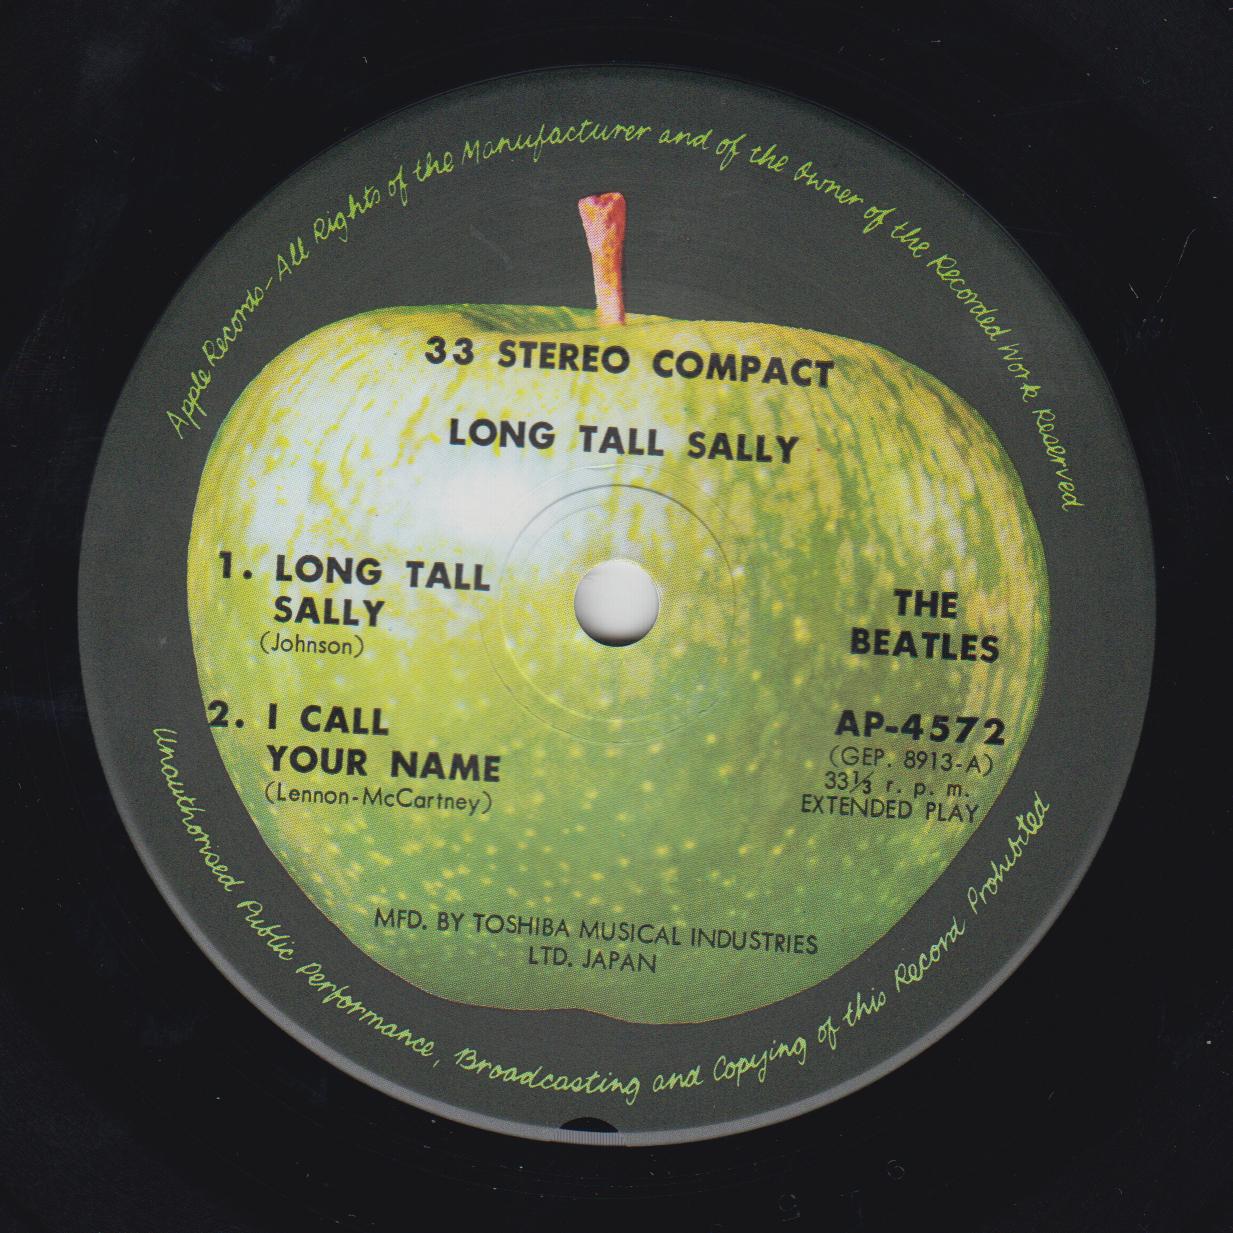 Apple Records-All Rights of the Manufacturer and of the Owner of the Recorded Work Reserved
33 STEREO COMPACT
LONG TALL SALLY
1. LONG TALL
SALLY
(Johnson)
2. I CALL
YOUR NAME
(Lennon-McCartney)
THE
BEATLES
AP-4572
(GEP. 8913-A)
33⅓ r. p. m.
EXTENDED PLAY
MFD. BY TOSHIBA MUSICAL INDUSTRIES
LTD. JAPAN
Unauthorised Public Performance, Broadcasting and Copying of this Record Prohibited